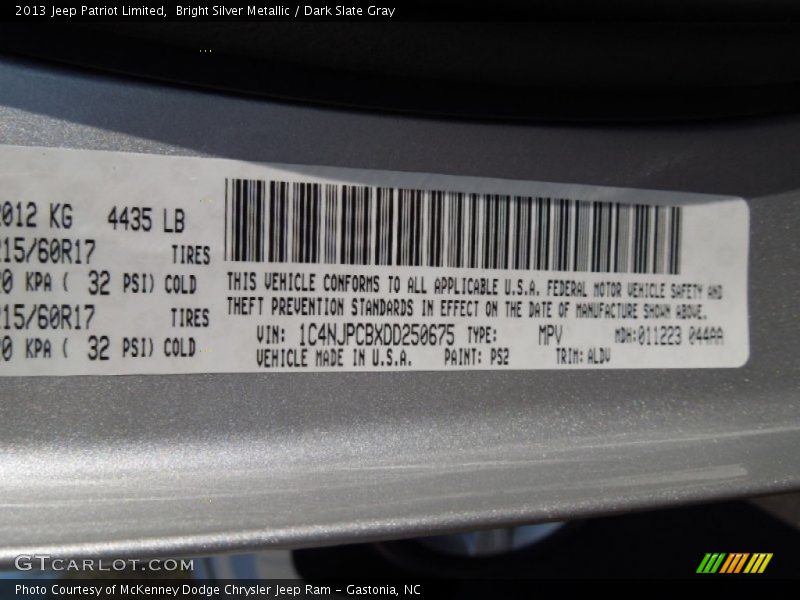 2013 Jeep Patriot Limited,  Bright Silver Metallic / Dark Slate Gray
2012 KG 4435 LB
215/60R17 TIRES
KPA ( 32 PSI) COLD
215/60R17 TIRES
KPA ( 32 PSI) COLD
THIS VEHICLE CONFORMS TO ALL APPLICABLE U.S.A. FEDERAL MOTOR VEHICLE SAFETY AND
THEFT PREVENTION STANDARDS IN EFFECT ON THE DATE OF MANUFACTURE SHOWN ABOVE.
VIN: 1C4NJPCBXDD250675 TYPE: MPV MDH:011223 044AA
VEHICLE MADE IN U.S.A. PAINT: PS2 TRIM: ALDV
GTCARLOT.COM
Photo Courtesy of McKenney Dodge Chrysler Jeep Ram - Gastonia, NC